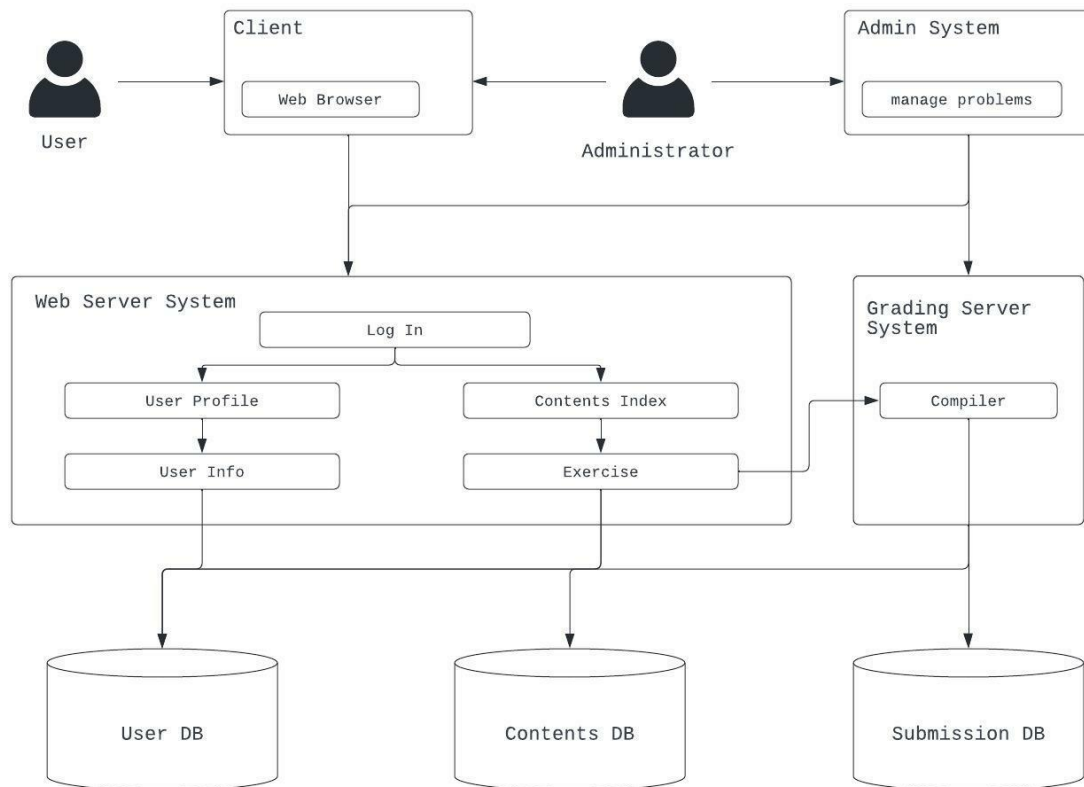 Client
Admin System
Web Browser
manage problems
User
Administrator
Web Server System
Grading Server
System
Log In
User Profile
Contents Index
Compiler
User Info
Exercise
User DB
Contents DB
Submission DB